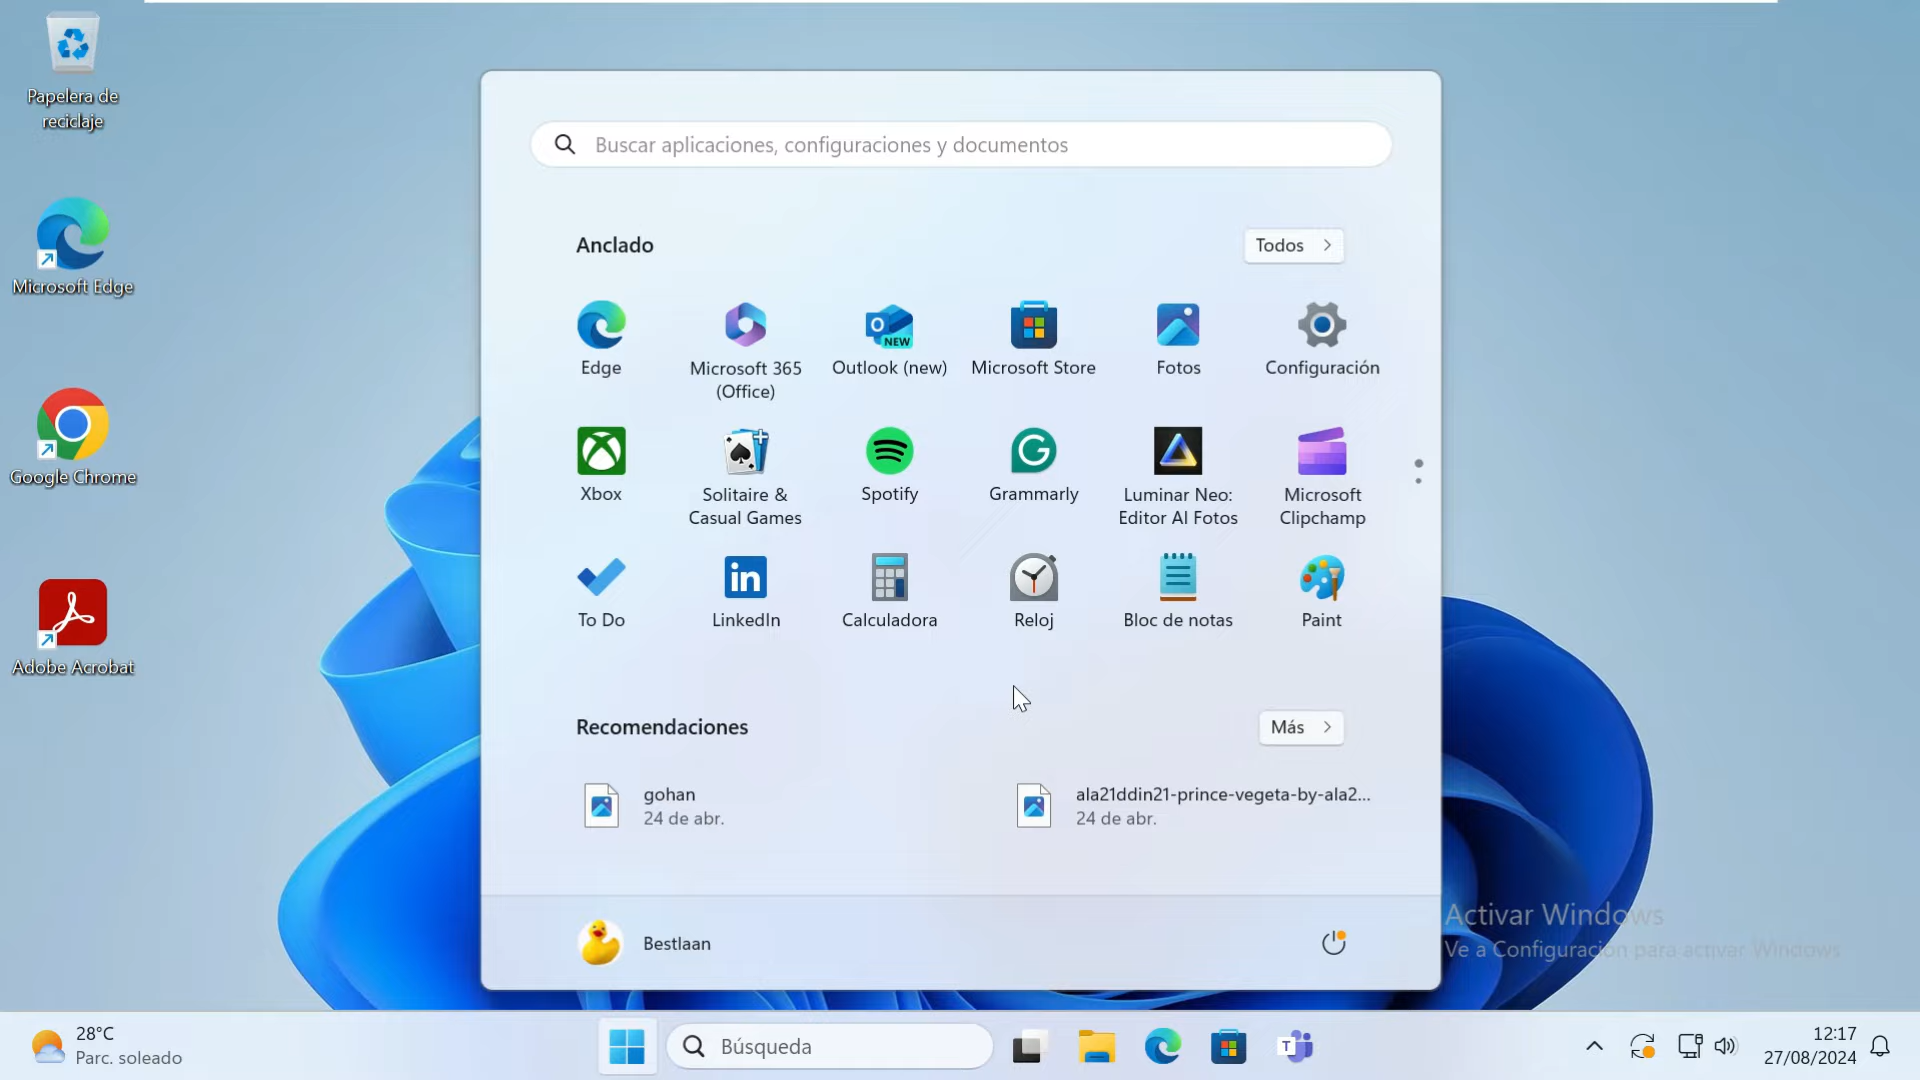 Papelera de
reciclaje
Microsoft Edge
Google Chrome
Adobe Acrobat
Buscar aplicaciones, configuraciones y documentos
Anclado
Todos
Edge
Microsoft 365
(Office)
Outlook (new)
NEW
Microsoft Store
Fotos
Configuración
Xbox
Solitaire &
Casual Games
Spotify
Grammarly
Luminar Neo:
Editor AI Fotos
Microsoft
Clipchamp
To Do
LinkedIn
Calculadora
Reloj
Bloc de notas
Paint
Recomendaciones
Más
gohan
24 de abr.
ala21ddin21-prince-vegeta-by-ala2...
24 de abr.
Bestlaan
Activar Windows
Ve a Configuración para activar Windows
28°C
Parc. soleado
Búsqueda
12:17
27/08/2024